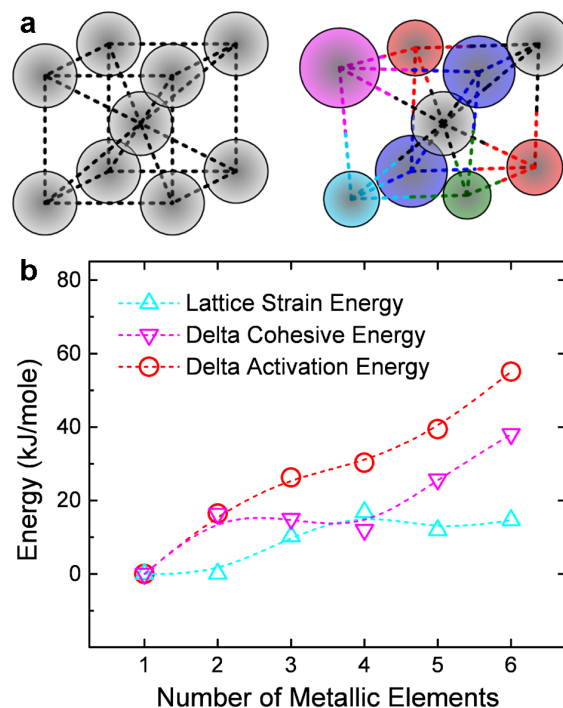 a
b
80
60
40
20
0
Energy (kJ/mole)
Lattice Strain Energy
Delta Cohesive Energy
Delta Activation Energy
1 2 3 4 5 6
Number of Metallic Elements